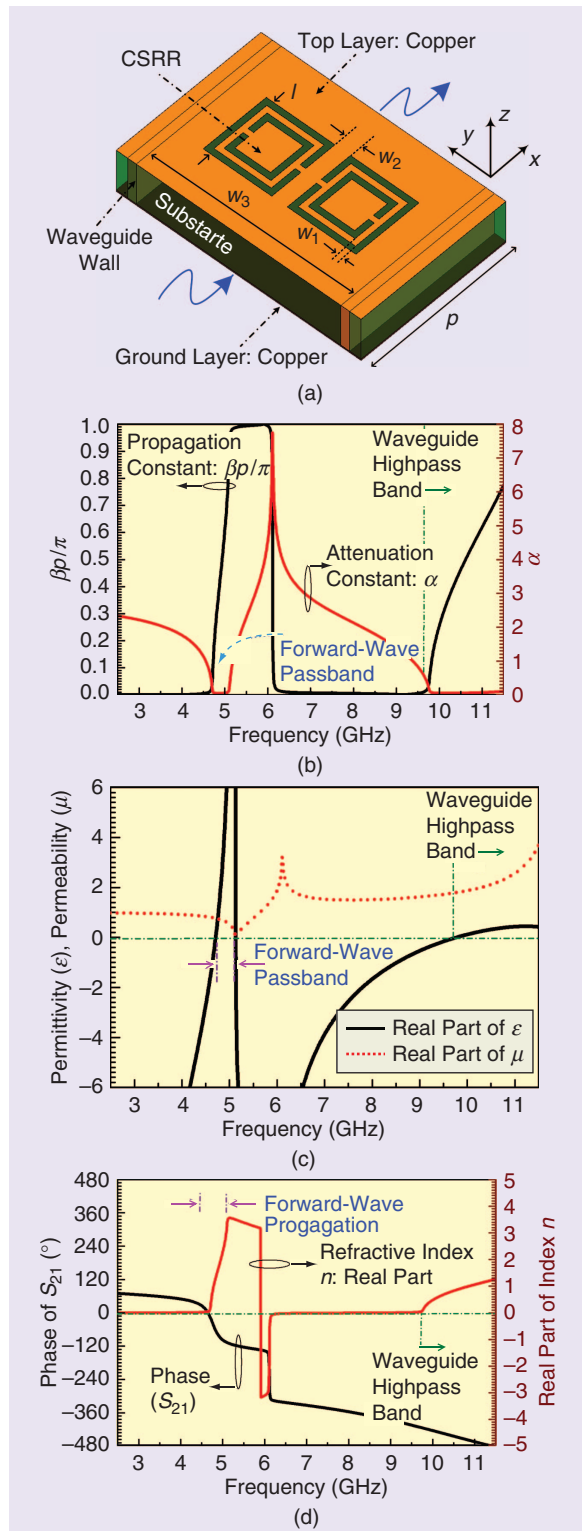 Top Layer: Copper
CSRR
l
w2
w3
w1
z
y
x
Substarte
Waveguide
Wall
p
Ground Layer: Copper
(a)
1.0
0.9
0.8
0.4
0.3
0.2
0.1
0.0
βp/π
Propagation
Constant: βp/π
Waveguide
Highpass
Band
Attenuation
Constant: α
Forward-Wave
Passband
8
7
6
5
4
3
2
1
0
α
3 4 5 6 7 8 9 10 11
Frequency (GHz)
(b)
6
4
2
0
−2
−4
−6
Permittivity (ε), Permeability (μ)
Waveguide
Highpass
Band
Forward-Wave
Passband
Real Part of ε
Real Part of μ
3 4 5 6 7 8 9 10 11
Frequency (GHz)
(c)
480
360
240
120
0
−120
−240
−360
−480
Phase of S21 (°)
Forward-Wave
Progagation
Refractive Index
n: Real Part
Phase
(S21)
Waveguide
Highpass
Band
5
4
3
2
1
0
−1
−2
−3
−4
−5
Real Part of Index n
3 4 5 6 7 8 9 10 11
Frequency (GHz)
(d)